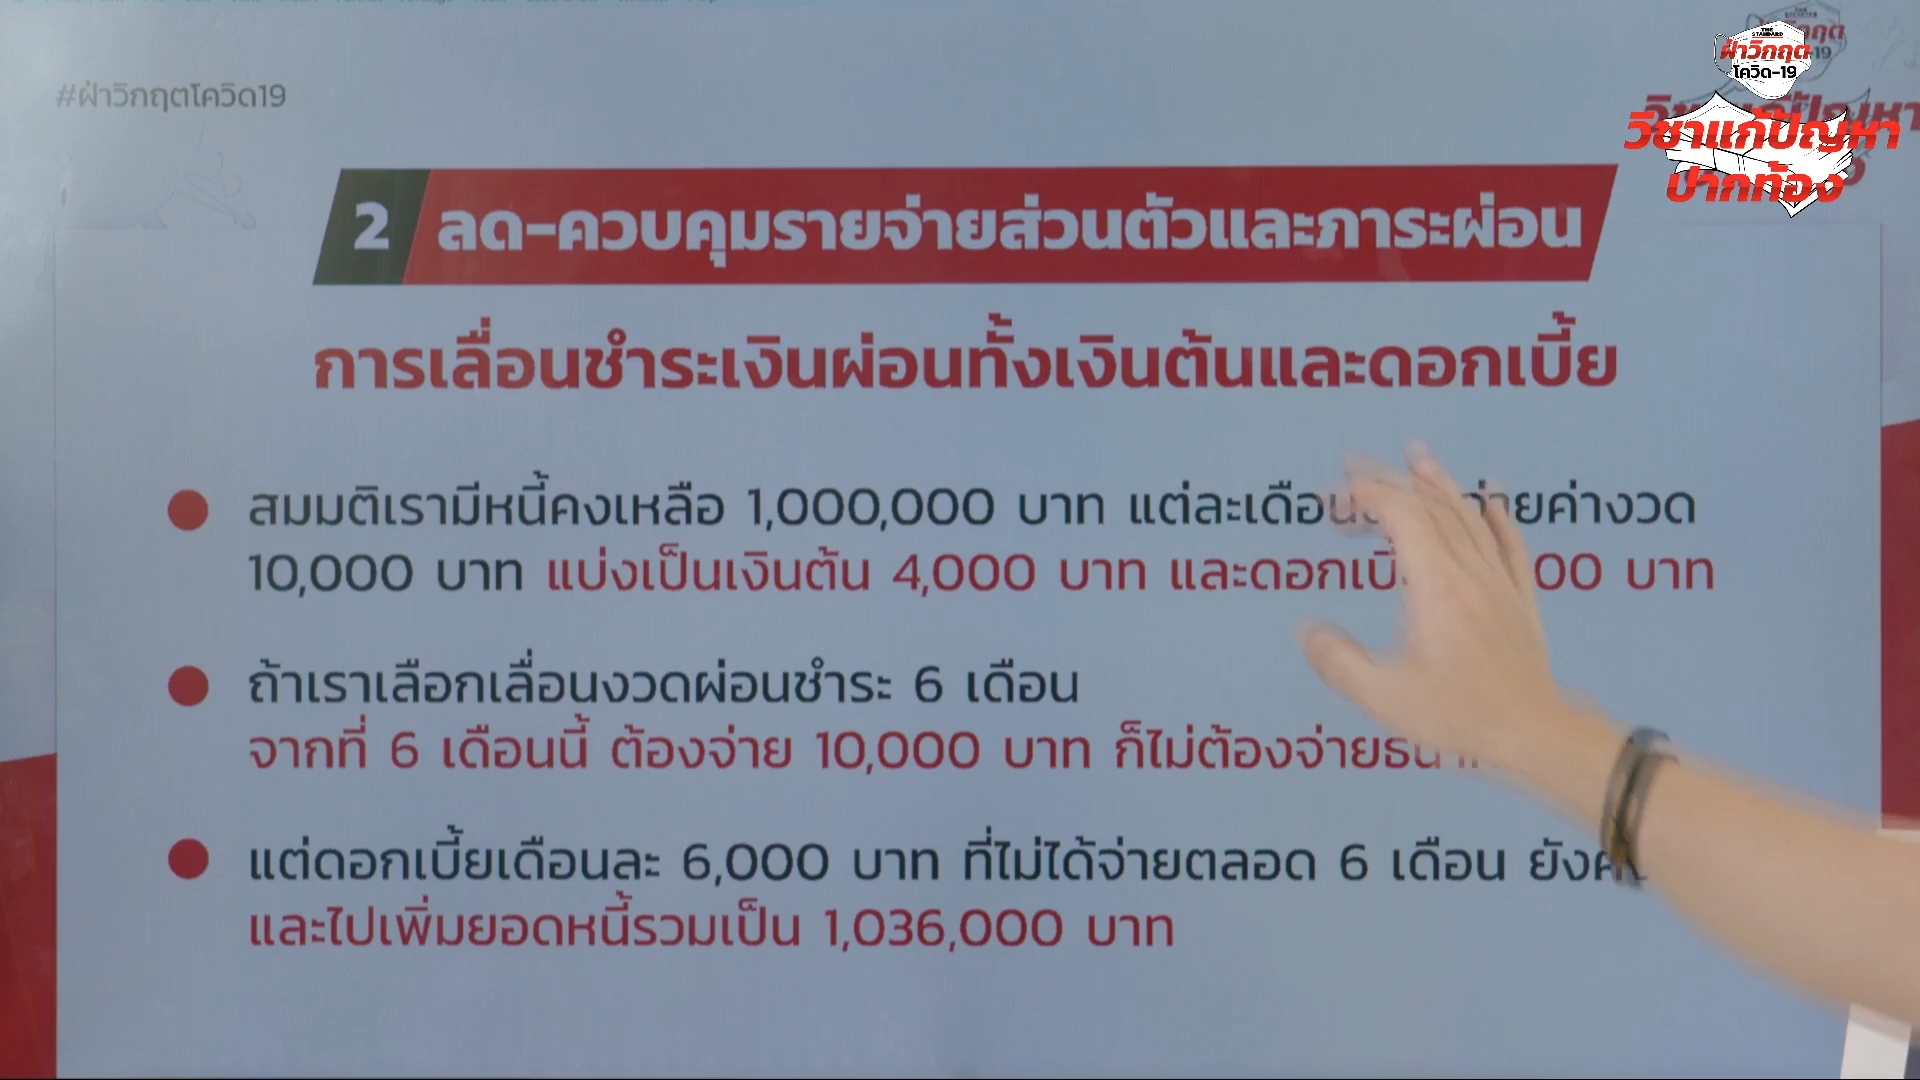 #ฝ่าวิกฤตโควิด19
THE STANDARD
ฝ่าวิกฤต
โควิด-19
วิชาแก้ปัญหา
ปากท้อง
2 ลด-ควบคุมรายจ่ายส่วนตัวและภาระผ่อน
การเลื่อนชำระเงินผ่อนทั้งเงินต้นและดอกเบี้ย
สมมติเรามีหนี้คงเหลือ 1,000,000 บาท แต่ละเดือน ค่างวด
10,000 บาท แบ่งเป็นเงินต้น 4,000 บาท และ บาท
ถ้าเราเลือกเลื่อนงวดผ่อนชำระ 6 เดือน
จากที่ 6 เดือนนี้ ต้องจ่าย 10,000 บาท ก็ไม่ต้องจ่าย
แต่ดอกเบี้ยเดือนละ 6,000 บาท ที่ไม่ได้จ่ายตลอด 6 เดือน ยัง
และไปเพิ่มยอดหนี้รวมเป็น 1,036,000 บาท